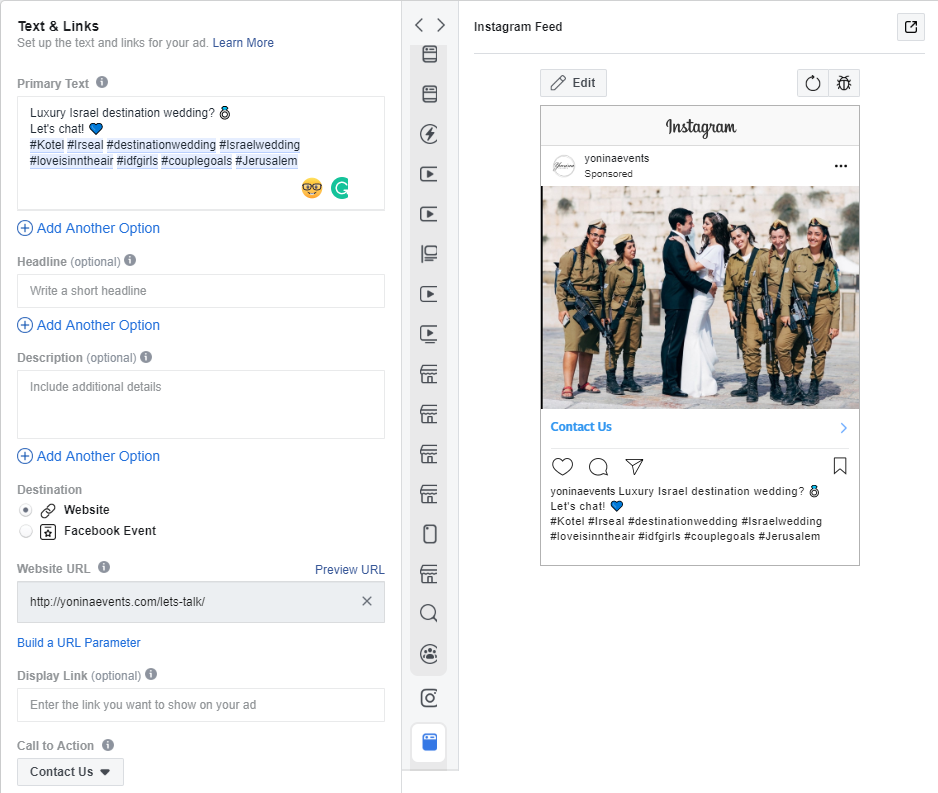 Text & Links
Set up the text and links for your ad. Learn More
Primary Text
Luxury Israel destination wedding? 💍
Let's chat! 💙
#Kotel #Irseal #destinationwedding #Israelwedding
#loveisinntheair #idfgirls #couplegoals #Jerusalem
Add Another Option
Headline (optional)
Write a short headline
Add Another Option
Description (optional)
Include additional details
Add Another Option
Destination
Website
Facebook Event
Website URL
Preview URL
http://yoninaevents.com/lets-talk/
Build a URL Parameter
Display Link (optional)
Enter the link you want to show on your ad
Call to Action
Contact Us
Instagram Feed
Edit
Instagram
yoninaevents
Sponsored
Contact Us
yoninaevents Luxury Israel destination wedding? 💍
Let's chat! 💙
#Kotel #Irseal #destinationwedding #Israelwedding
#loveisinntheair #idfgirls #couplegoals #Jerusalem